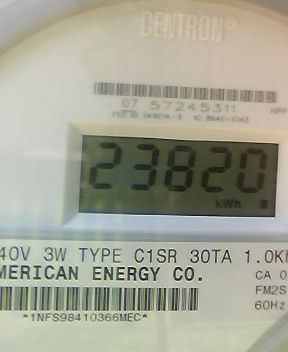 CENTRON®
07 57245311
23820
kWh
40V 3W TYPE C1SR 30TA 1.0K
MERICAN ENERGY CO.
CA 0
FM2S
60Hz
*1NFS98410366MEC*